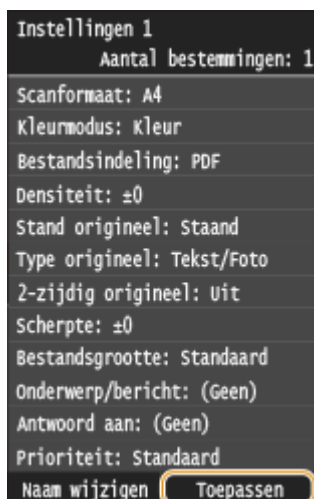 Instellingen 1
Aantal bestemmingen: 1
Scanformaat: A4
Kleurmodus: Kleur
Bestandsindeling: PDF
Densiteit: ±0
Stand origineel: Staand
Type origineel: Tekst/Foto
2-zijdig origineel: Uit
Scherpte: ±0
Bestandsgrootte: Standaard
Onderwerp/bericht: (Geen)
Antwoord aan: (Geen)
Prioriteit: Standaard
Naam wijzigen Toepassen